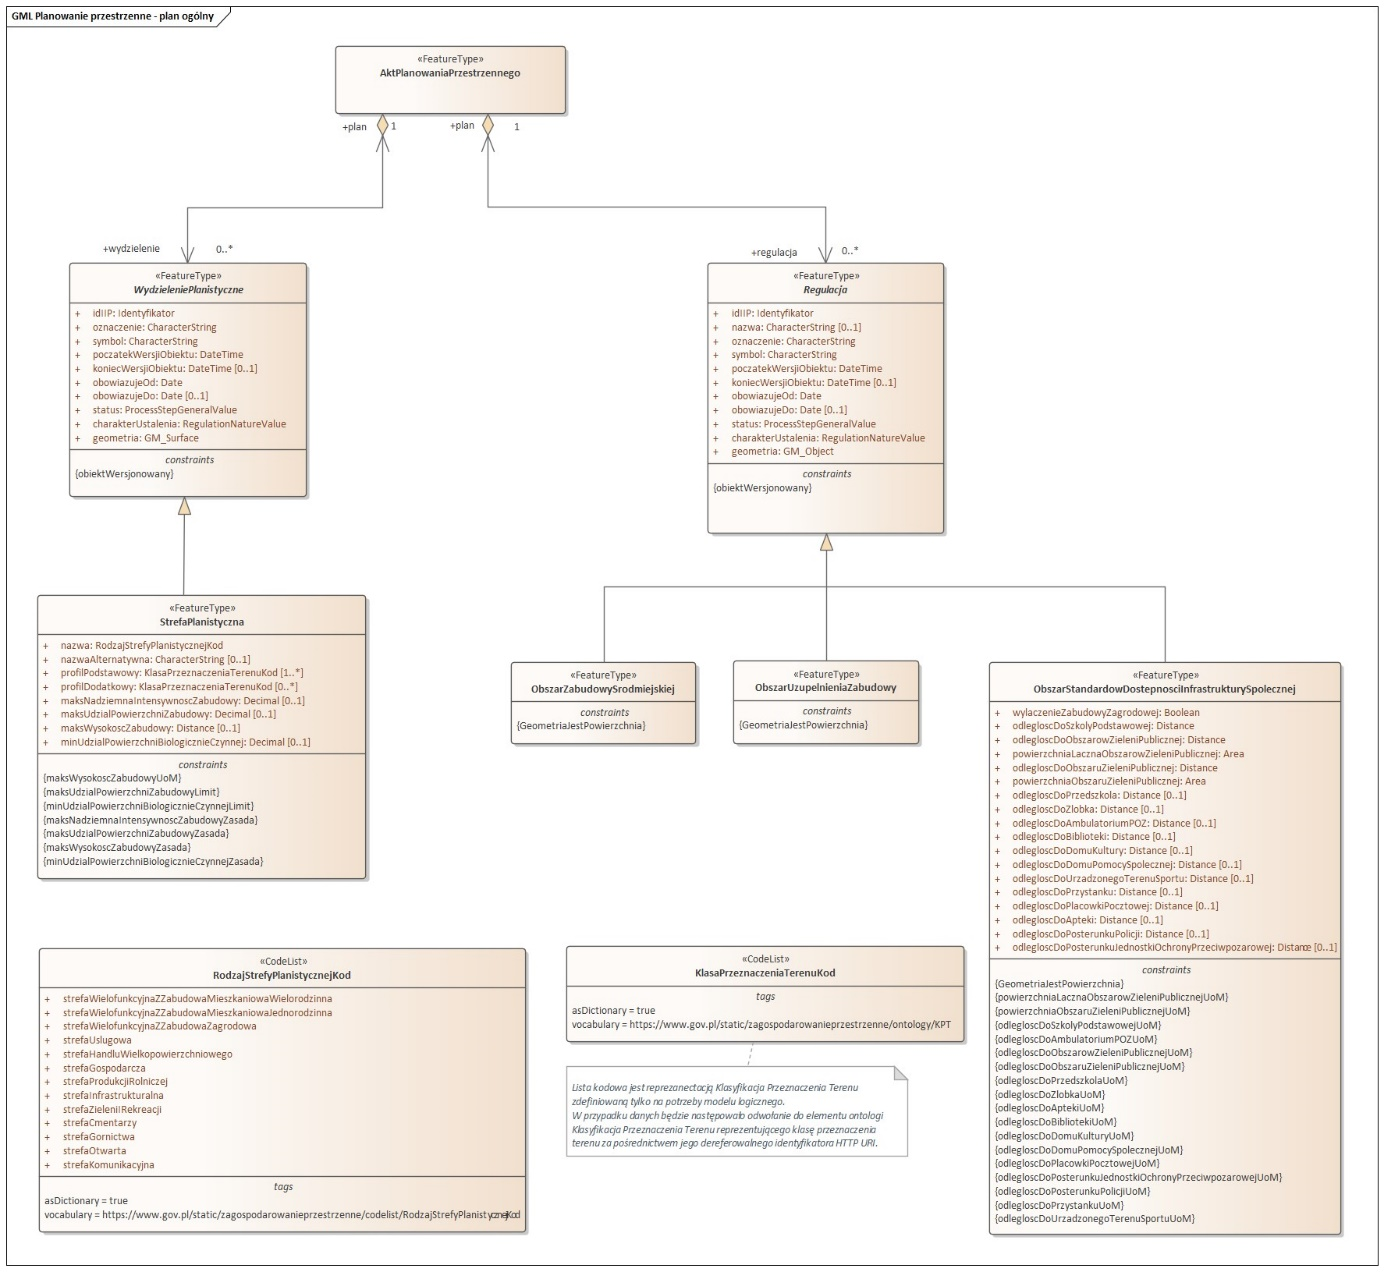 GML Planowanie przestrzenne - plan ogólny
«FeatureType»
AktPlanowaniaPrzestrzennego
+plan
1
+plan
1
+wydzielenie
0..*
+regulacja
0..*
«FeatureType»
WydzieleniePlanistyczne
+ idIIP: Identyfikator
+ oznaczenie: CharacterString
+ symbol: CharacterString
+ poczatekWersjiObiektu: DateTime
+ koniecWersjiObiektu: DateTime [0..1]
+ obowiazujeOd: Date
+ obowiazujeDo: Date [0..1]
+ status: ProcessStepGeneralValue
+ charakterUstalenia: RegulationNatureValue
+ geometria: GM_Surface
constraints
{obiektWersjonowany}
«FeatureType»
Regulacja
+ idIIP: Identyfikator
+ nazwa: CharacterString [0..1]
+ oznaczenie: CharacterString
+ symbol: CharacterString
+ poczatekWersjiObiektu: DateTime
+ koniecWersjiObiektu: DateTime [0..1]
+ obowiazujeOd: Date
+ obowiazujeDo: Date [0..1]
+ status: ProcessStepGeneralValue
+ charakterUstalenia: RegulationNatureValue
+ geometria: GM_Object
constraints
{obiektWersjonowany}
«FeatureType»
StrefaPlanistyczna
+ nazwa: RodzajStrefyPlanistycznejKod
+ nazwaAlternatywna: CharacterString [0..1]
+ profilPodstawowy: KlasaPrzeznaczeniaTerenuKod [1..*]
+ profilDodatkowy: KlasaPrzeznaczeniaTerenuKod [0..*]
+ maksNadziemnaIntensywnoscZabudowy: Decimal [0..1]
+ maksUdzialPowierzchniZabudowy: Decimal [0..1]
+ maksWysokoscZabudowy: Distance [0..1]
+ minUdzialPowierzchniBiologicznieCzynnej: Decimal [0..1]
constraints
{maksWysokoscZabudowyUoM}
{maksUdzialPowierzchniZabudowyLimit}
{minUdzialPowierzchniBiologicznieCzynnejLimit}
{maksNadziemnaIntensywnoscZabudowyZasada}
{maksUdzialPowierzchniZabudowyZasada}
{maksWysokoscZabudowyZasada}
{minUdzialPowierzchniBiologicznieCzynnejZasada}
«FeatureType»
ObszarZabudowySrodmiejskiej
constraints
{GeometriaJestPowierzchnia}
«FeatureType»
ObszarUzupelnieniaZabudowy
constraints
{GeometriaJestPowierzchnia}
«FeatureType»
ObszarStandardowDostepnosciInfrastrukturySpolecznej
+ wylaczenieZabudowyZagrodowej: Boolean
+ odlegloscDoSzkolyPodstawowej: Distance
+ odlegloscDoObszarowZieleniPublicznej: Distance
+ powierzchniaLacznaObszarowZieleniPublicznej: Area
+ odlegloscDoObszaruZieleniPublicznej: Distance
+ powierzchniaObszaruZieleniPublicznej: Area
+ odlegloscDoPrzedszkola: Distance [0..1]
+ odlegloscDoZlobka: Distance [0..1]
+ odlegloscDoAmbulatoriumPOZ: Distance [0..1]
+ odlegloscDoBiblioteki: Distance [0..1]
+ odlegloscDoDomuKultury: Distance [0..1]
+ odlegloscDoDomuPomocySpolecznej: Distance [0..1]
+ odlegloscDoUrzadzonegoTerenuSportu: Distance [0..1]
+ odlegloscDoPrzystanku: Distance [0..1]
+ odlegloscDoPlacowkiPocztowej: Distance [0..1]
+ odlegloscDoApteki: Distance [0..1]
+ odlegloscDoPosterunkuPolicji: Distance [0..1]
+ odlegloscDoPosterunkuJednostkiOchronyPrzeciwpozarowej: Distance [0..1]
constraints
{GeometriaJestPowierzchnia}
{powierzchniaLacznaObszarowZieleniPublicznejUoM}
{powierzchniaObszaruZieleniPublicznejUoM}
{odlegloscDoSzkolyPodstawowejUoM}
{odlegloscDoAmbulatoriumPOZUoM}
{odlegloscDoObszarowZieleniPublicznejUoM}
{odlegloscDoObszaruZieleniPublicznejUoM}
{odlegloscDoPrzedszkolaUoM}
{odlegloscDoZlobkaUoM}
{odlegloscDoAptekiUoM}
{odlegloscDoBibliotekiUoM}
{odlegloscDoDomuKulturyUoM}
{odlegloscDoDomuPomocySpolecznejUoM}
{odlegloscDoPlacowkiPocztowejUoM}
{odlegloscDoPosterunkuJednostkiOchronyPrzeciwpozarowejUoM}
{odlegloscDoPosterunkuPolicjiUoM}
{odlegloscDoPrzystankuUoM}
{odlegloscDoUrzadzonegoTerenuSportuUoM}
«CodeList»
RodzajStrefyPlanistycznejKod
+ strefaWielofunkcyjnaZZabudowaMieszkaniowaWielorodzinna
+ strefaWielofunkcyjnaZZabudowaMieszkaniowaJednorodzinna
+ strefaWielofunkcyjnaZZabudowaZagrodowa
+ strefaUslugowa
+ strefaHandluWielkopowierzchniowego
+ strefaGospodarcza
+ strefaProdukcjiRolniczej
+ strefaInfrastrukturalna
+ strefaZieleniIRekreacji
+ strefaCmentarzy
+ strefaGornictwa
+ strefaOtwarta
+ strefaKomunikacyjna
tags
asDictionary = true
vocabulary = https://www.gov.pl/static/zagospodarowanieprzestrzenne/codelist/RodzajStrefyPlanistycznejKod
«CodeList»
KlasaPrzeznaczeniaTerenuKod
tags
asDictionary = true
vocabulary = https://www.gov.pl/static/zagospodarowanieprzestrzenne/ontology/KPT
Lista kodowa jest reprezanectacją Klasyfikacja Przeznaczenia Terenu
zdefiniowaną tylko na potrzeby modelu logicznego.
W przypadku danych będzie następowało odwołanie do elementu ontologi
Klasyfikacja Przeznaczenia Terenu reprezentującego klasę przeznaczenia
terenu za pośrednictwem jego dereferowalnego identyfikatora HTTP URI.